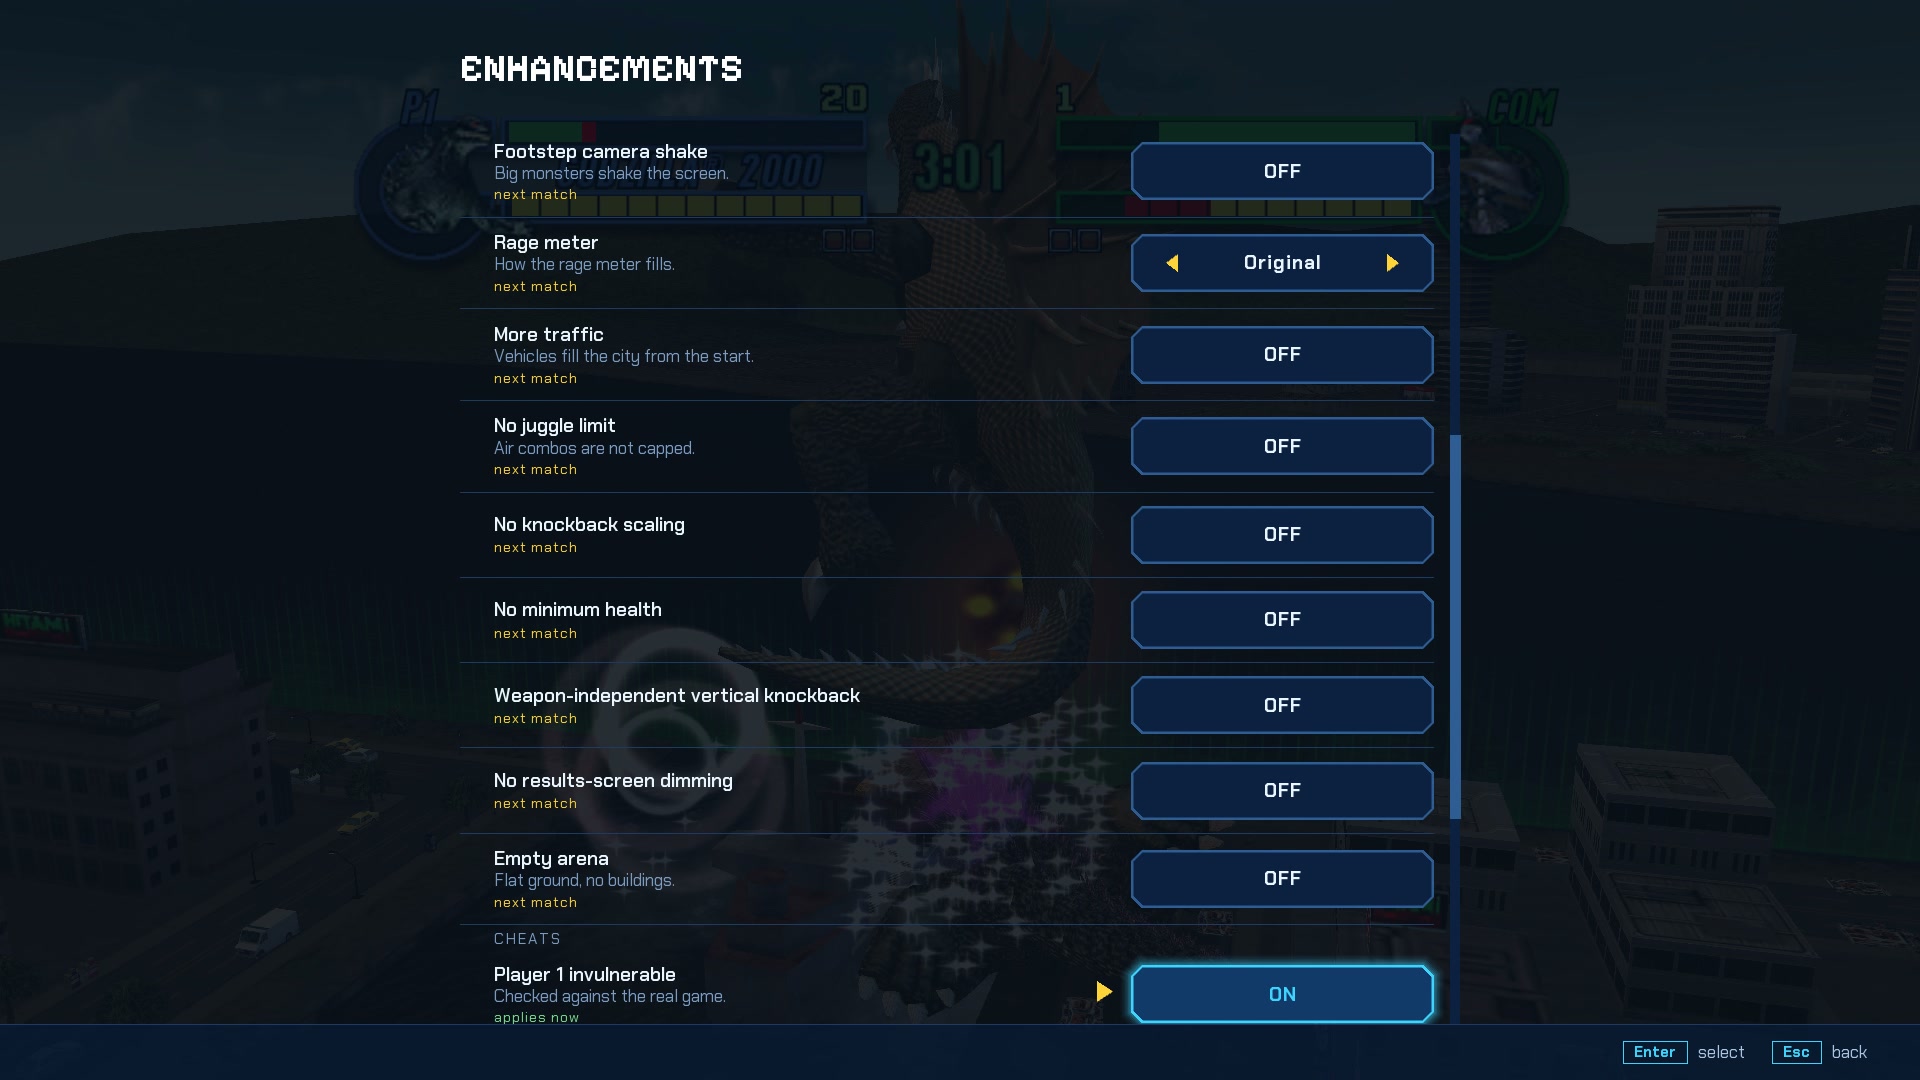 ENHANCEMENTS
P1
20
1
COM
GODZILLA 2000
3:01
Footstep camera shake
Big monsters shake the screen.
next match
OFF
Rage meter
How the rage meter fills.
next match
Original
More traffic
Vehicles fill the city from the start.
next match
OFF
No juggle limit
Air combos are not capped.
next match
OFF
No knockback scaling
next match
OFF
No minimum health
next match
OFF
HITAMI
Weapon-independent vertical knockback
next match
OFF
No results-screen dimming
next match
OFF
Empty arena
Flat ground, no buildings.
next match
OFF
CHEATS
Player 1 invulnerable
Checked against the real game.
applies now
ON
Enter select Esc back